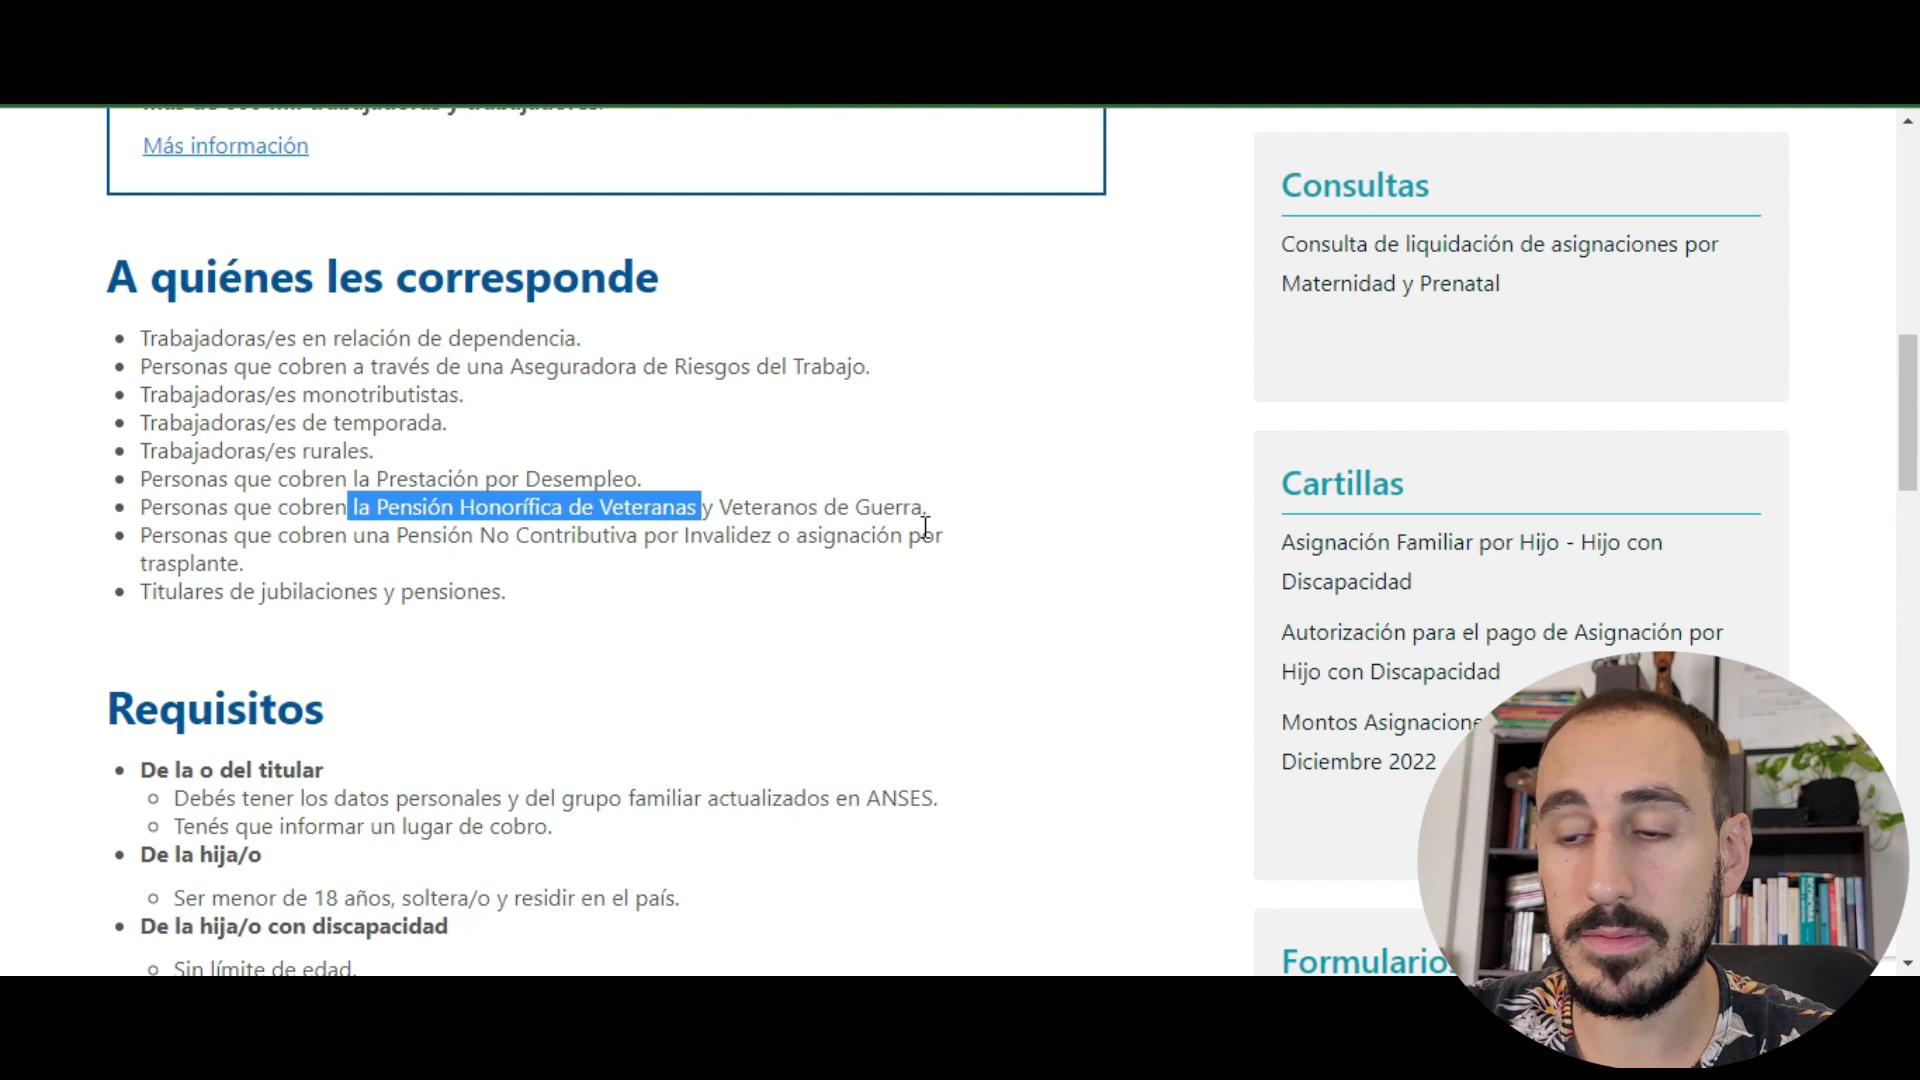 Más información
A quiénes les corresponde
Trabajadoras/es en relación de dependencia.
Personas que cobren a través de una Aseguradora de Riesgos del Trabajo.
Trabajadoras/es monotributistas.
Trabajadoras/es de temporada.
Trabajadoras/es rurales.
Personas que cobren la Prestación por Desempleo.
Personas que cobren la Pensión Honorífica de Veteranas y Veteranos de Guerra.
Personas que cobren una Pensión No Contributiva por Invalidez o asignación por
trasplante.
Titulares de jubilaciones y pensiones.
Requisitos
De la o del titular
Debés tener los datos personales y del grupo familiar actualizados en ANSES.
Tenés que informar un lugar de cobro.
De la hija/o
Ser menor de 18 años, soltera/o y residir en el país.
De la hija/o con discapacidad
Sin límite de edad.
Consultas
Consulta de liquidación de asignaciones por
Maternidad y Prenatal
Cartillas
Asignación Familiar por Hijo - Hijo con
Discapacidad
Autorización para el pago de Asignación por
Hijo con Discapacidad
Montos Asignacione
Diciembre 2022
Formularios